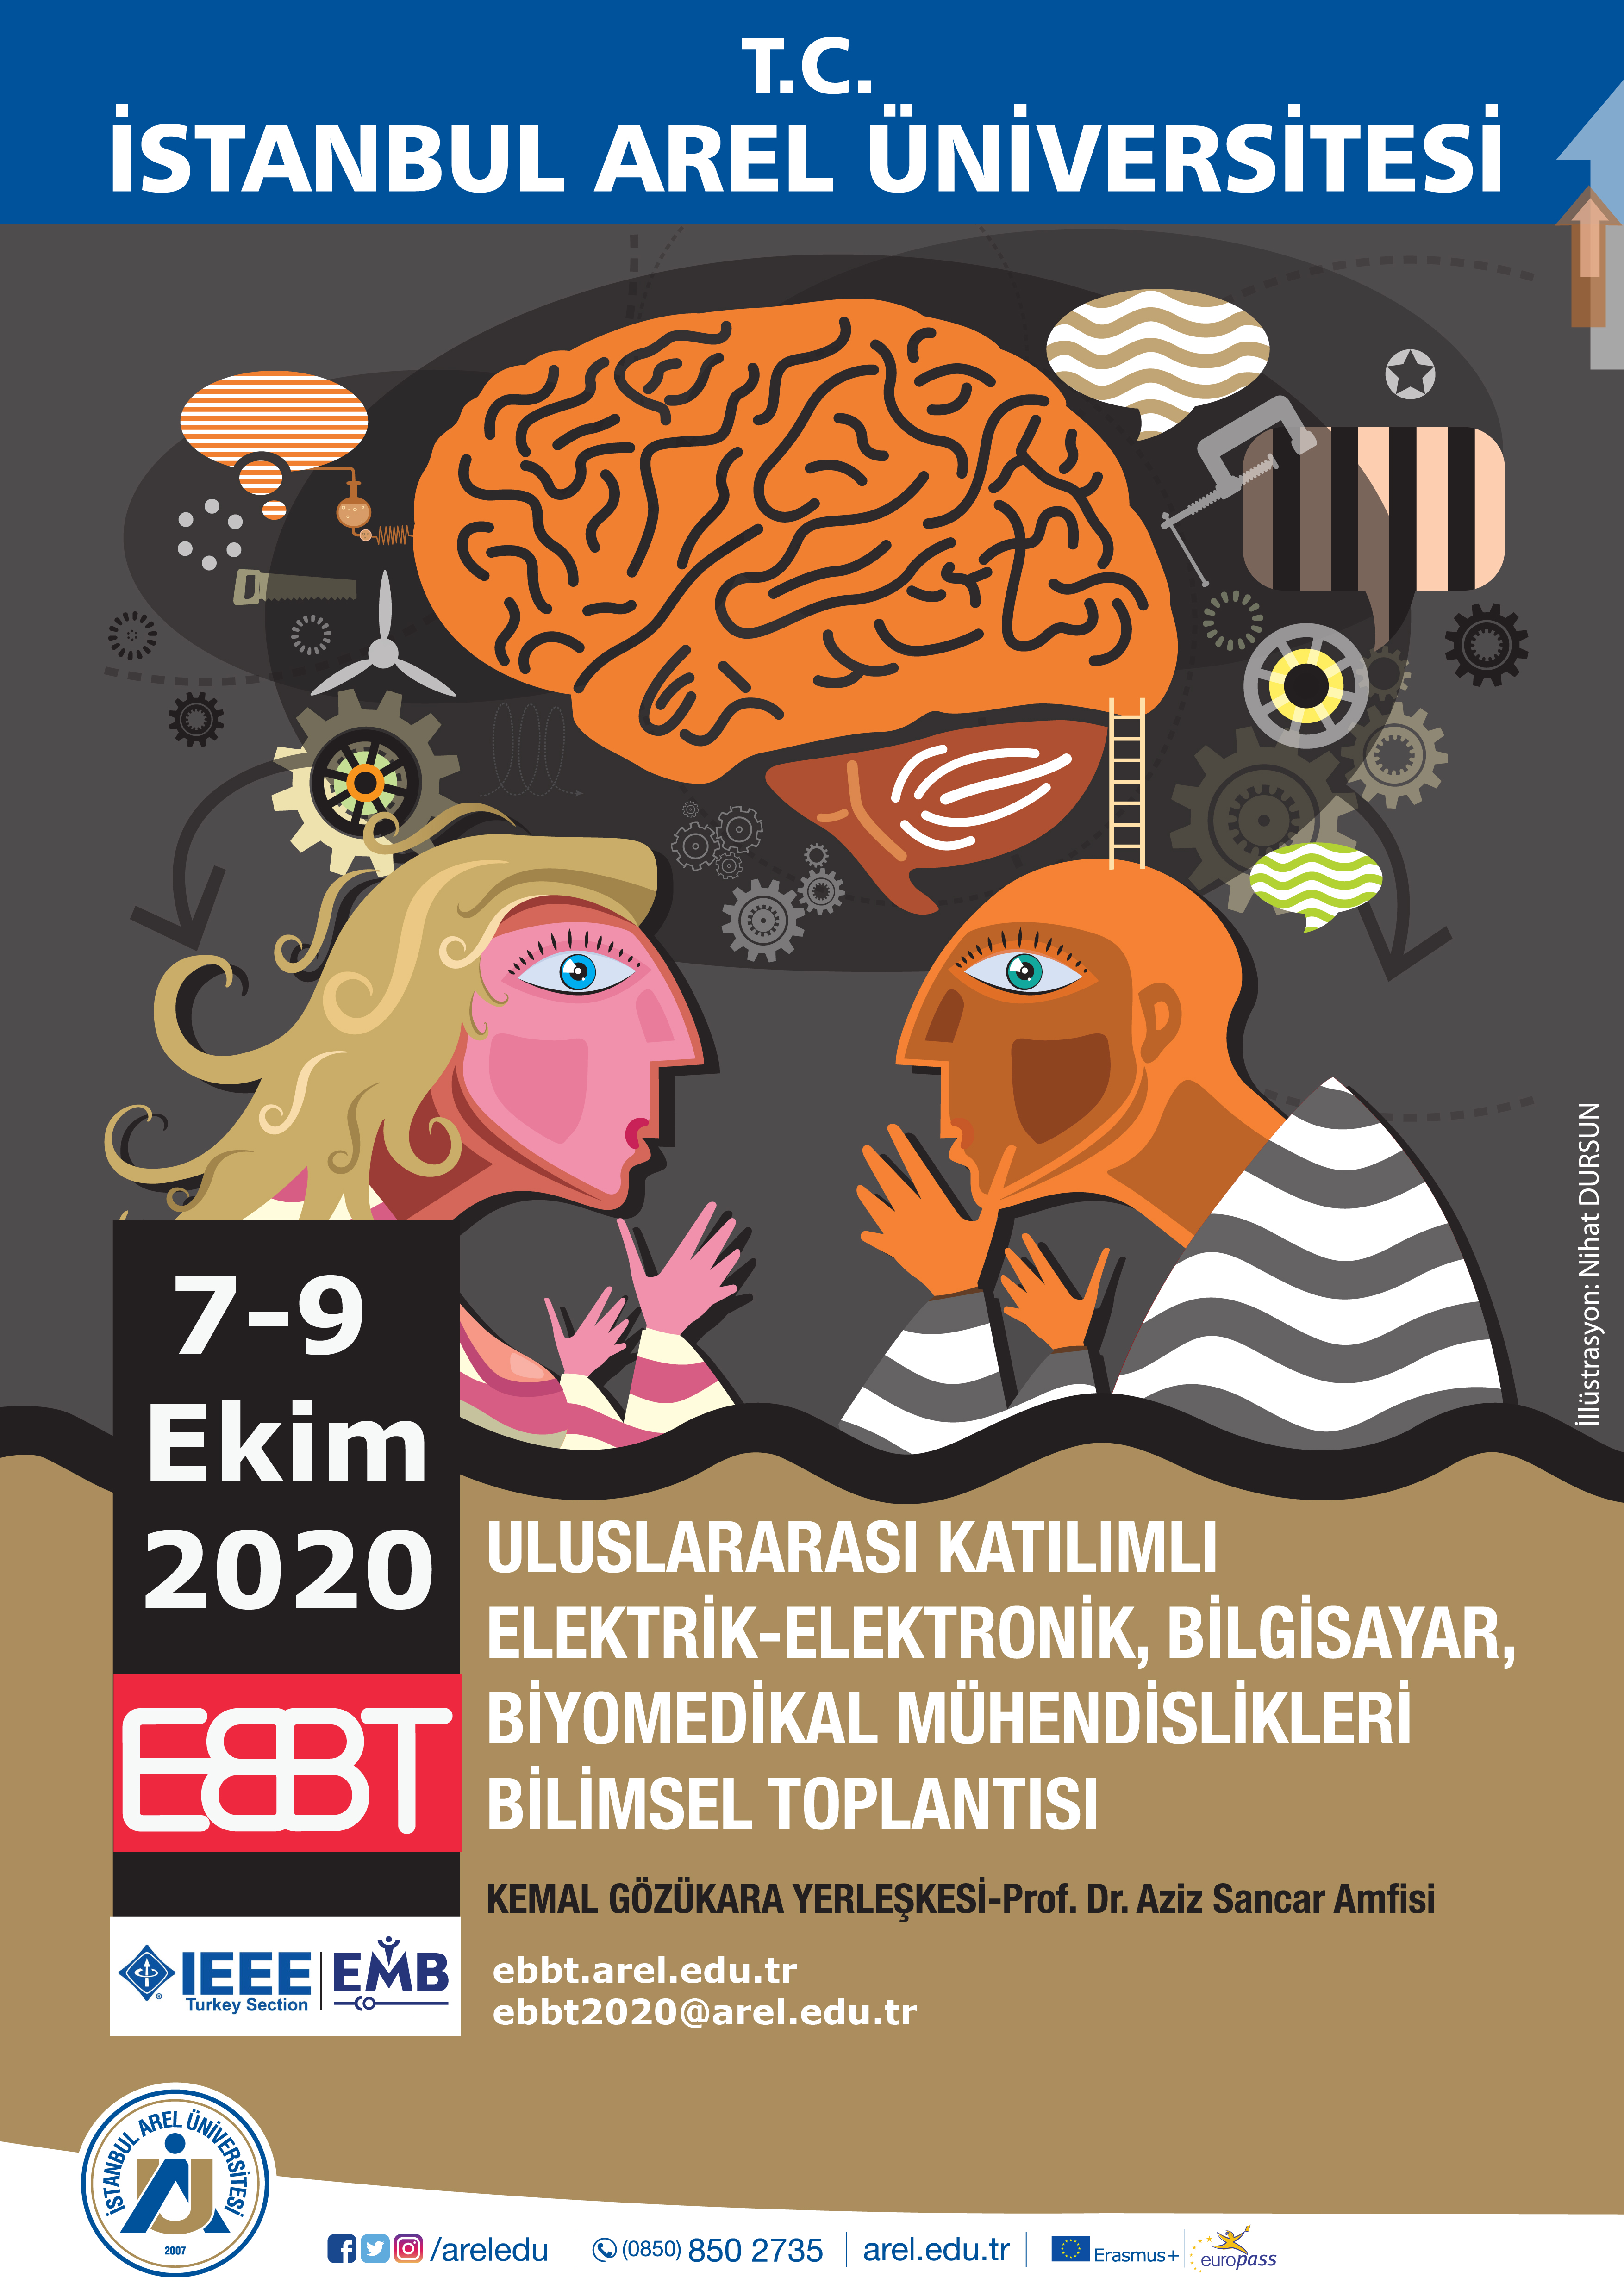 T.C.
İSTANBUL AREL ÜNİVERSİTESİ
İllüstrasyon: Nihat DURSUN
7-9
Ekim
2020
EBBT
ULUSLARARASI KATILIMLI
ELEKTRİK-ELEKTRONİK, BİLGİSAYAR,
BİYOMEDİKAL MÜHENDİSLİKLERİ
BİLİMSEL TOPLANTISI
KEMAL GÖZÜKARA YERLEŞKESİ-Prof. Dr. Aziz Sancar Amfisi
IEEE
Turkey Section
EMB
ebbt.arel.edu.tr
ebbt2020@arel.edu.tr
İSTANBUL AREL ÜNİVERSİTESİ
2007
/areledu
(0850) 850 2735
arel.edu.tr
Erasmus+
europass